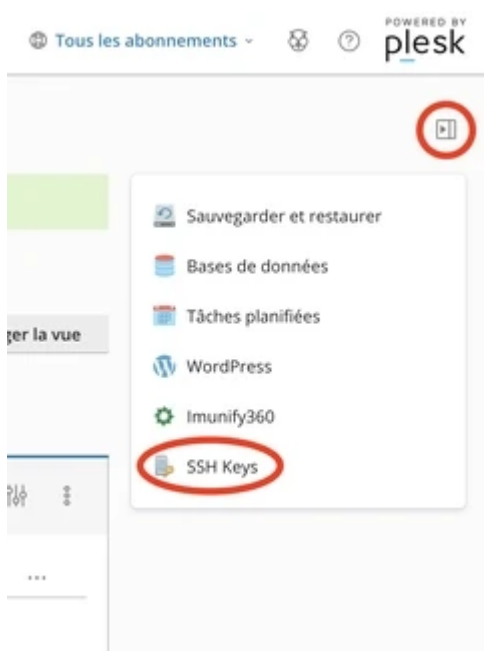 POWERED BY
Tous les abonnements
plesk
Sauvegarder et restaurer
Bases de données
Tâches planifiées
ger la vue
WordPress
Imunify360
SSH Keys